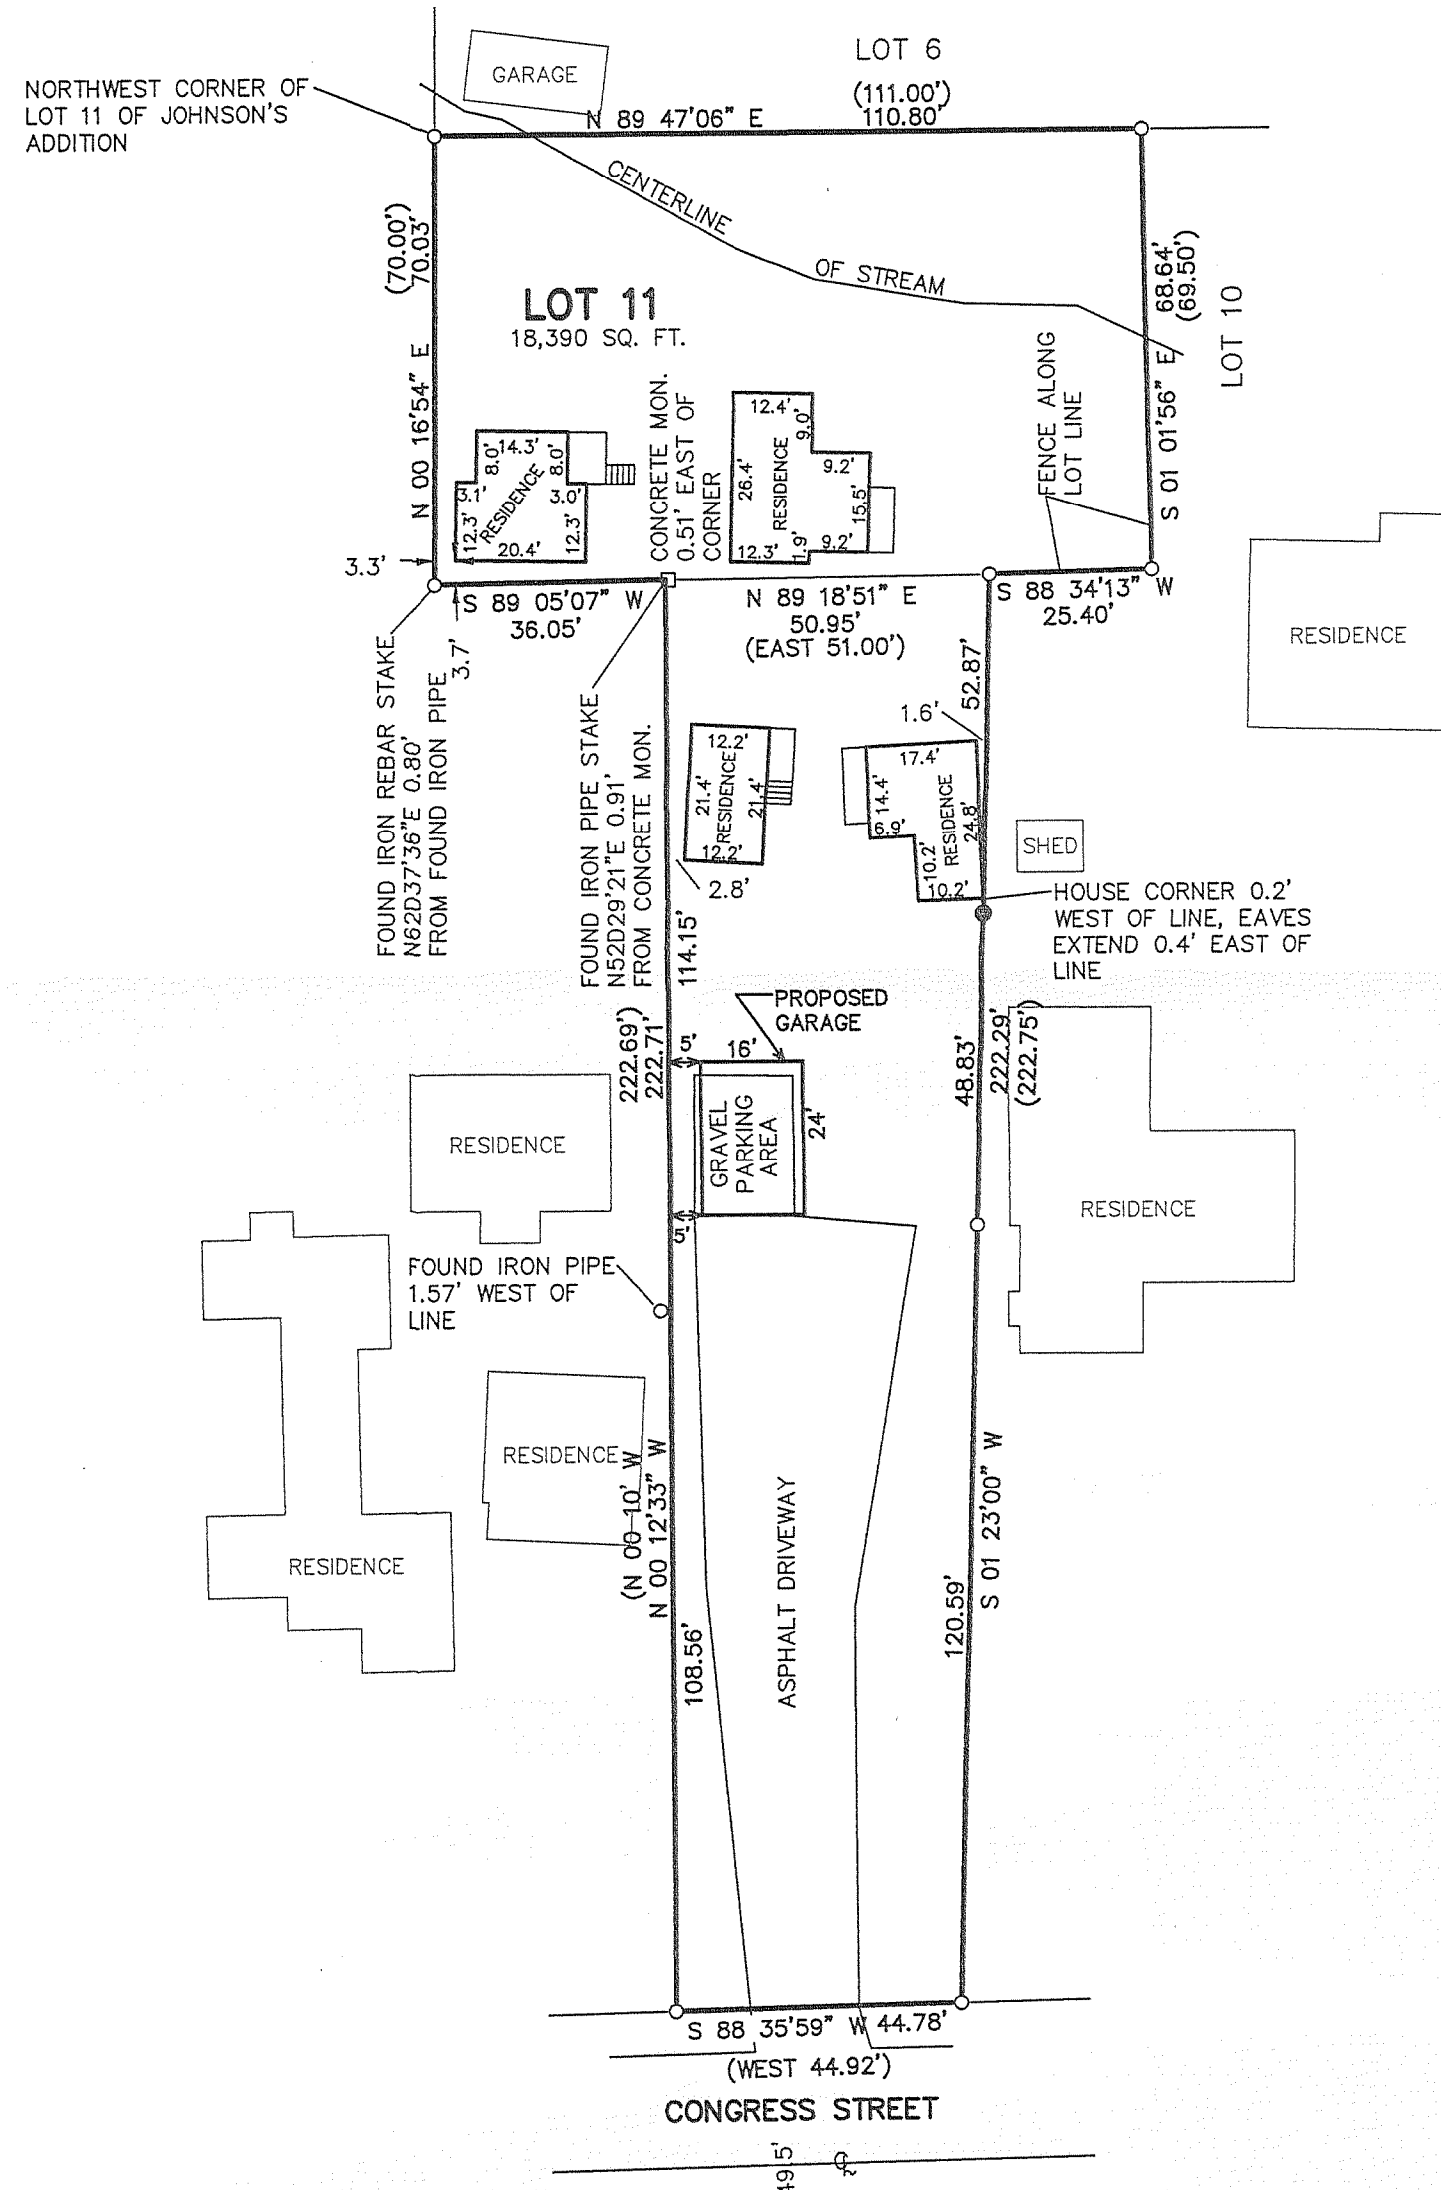 LOT 6
GARAGE
(111.00')
N 89 47'06" E
110.80'
NORTHWEST CORNER OF
LOT 11 OF JOHNSON'S
ADDITION
CENTERLINE
OF STREAM
(70.00')
70.03'
N 00 16'54" E
LOT 11
18,390 SQ. FT.
68.64'
(69.50')
S 01 01'56" E
LOT 10
FENCE ALONG
LOT LINE
CONCRETE MON.
0.51' EAST OF
CORNER
14.3'
8.0'
8.0'
3.1'
3.0'
RESIDENCE
12.3'
12.3'
20.4'
12.4'
9.0'
9.2'
26.4'
RESIDENCE
15.5'
12.3'
1.9'
9.2'
3.3'
S 89 05'07" W
36.05'
3.7'
N 89 18'51" E
50.95'
(EAST 51.00')
S 88 34'13" W
25.40'
RESIDENCE
FOUND IRON REBAR STAKE
N62D37'36"E 0.80'
FROM FOUND IRON PIPE
FOUND IRON PIPE STAKE
N52D29'21"E 0.91'
FROM CONCRETE MON.
52.87'
1.6'
12.2'
21.4'
RESIDENCE
21.4'
12.2'
2.8'
17.4'
14.4'
6.9'
10.2'
RESIDENCE
24.8'
10.2'
SHED
HOUSE CORNER 0.2'
WEST OF LINE, EAVES
EXTEND 0.4' EAST OF
LINE
114.15'
PROPOSED
GARAGE
222.69')
222.71'
5'
16'
24'
GRAVEL
PARKING
AREA
5'
48.83'
222.29'
(222.75')
RESIDENCE
RESIDENCE
FOUND IRON PIPE
1.57' WEST OF
LINE
RESIDENCE
RESIDENCE
(N 00 10' W
N 00 12'33" W
108.56'
ASPHALT DRIVEWAY
S 01 23'00" W
120.59'
S 88 35'59" W 44.78'
(WEST 44.92')
CONGRESS STREET
49.5'